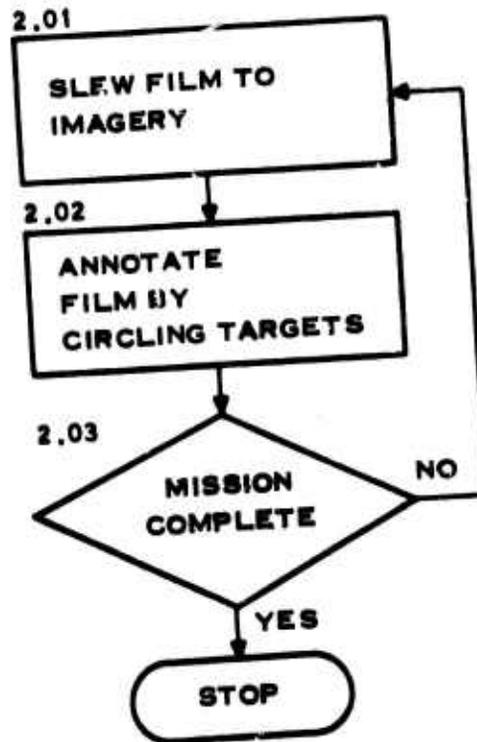 2.01
SLEW FILM TO
IMAGERY
2.02
ANNOTATE
FILM BY
CIRCLING TARGETS
2.03
MISSION
COMPLETE
NO
YES
STOP